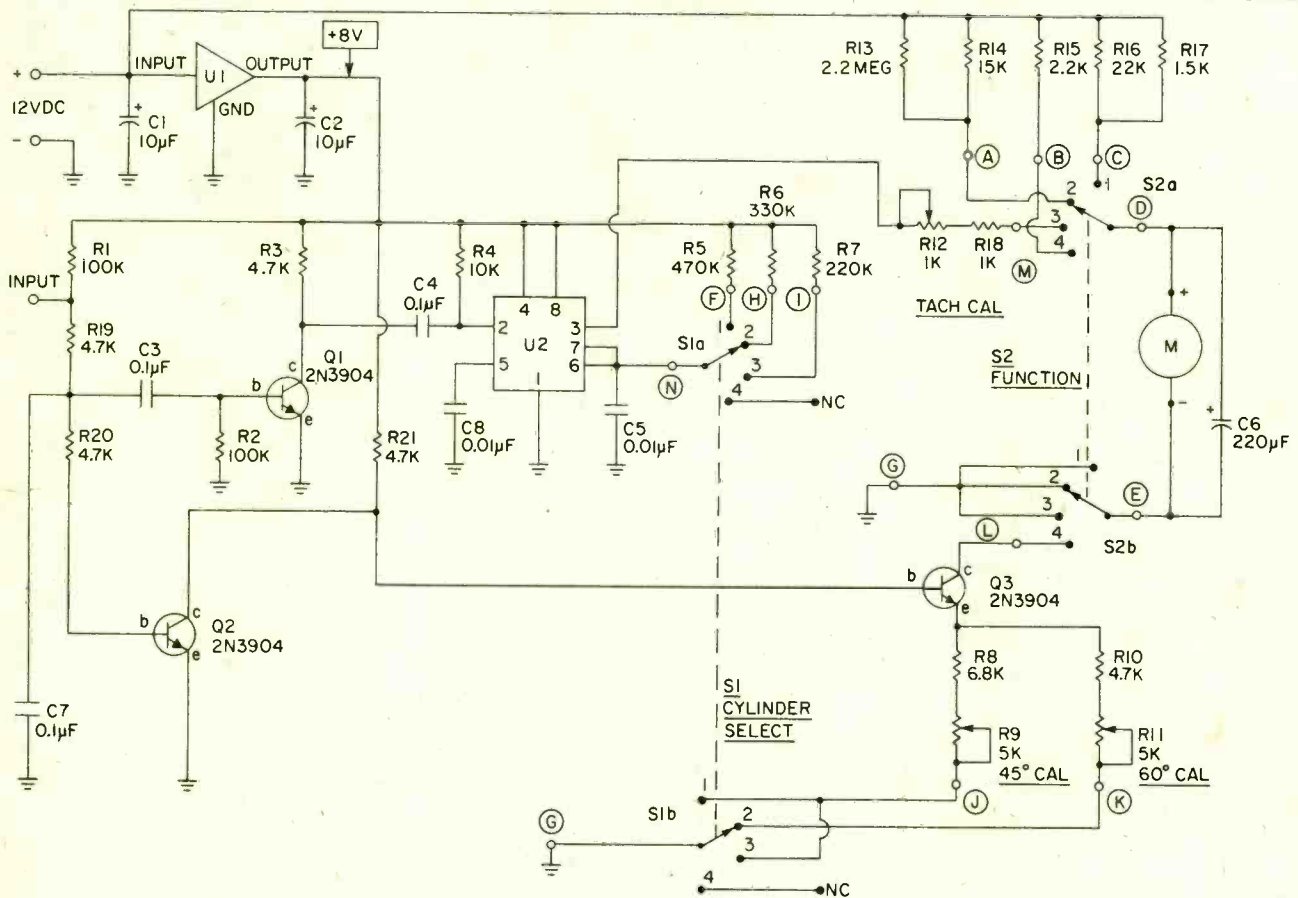 +8V
INPUT
U1
OUTPUT
GND
+
12VDC
-
+
C1
10µF
+
C2
10µF
R13
2.2 MEG
R14
15K
R15
2.2K
R16
22K
R17
1.5K
A
B
C
1
2
3
4
S2a
D
R12
1K
R18
1K
M
TACH CAL
S2
FUNCTION
R1
100K
INPUT
R19
4.7K
C3
0.1µF
R3
4.7K
C4
0.1µF
R4
10K
4
8
2
3
7
5
6
U2
1
R5
470K
R6
330K
R7
220K
F
H
I
S1a
2
3
4
NC
N
b
c
e
Q1
2N3904
R2
100K
R20
4.7K
R21
4.7K
C8
0.01µF
C5
0.01µF
+
M
-
+
C6
220µF
G
1
2
3
4
E
L
S2b
b
c
e
Q2
2N3904
C7
0.1µF
b
c
e
Q3
2N3904
R8
6.8K
R10
4.7K
R9
5K
45° CAL
R11
5K
60° CAL
J
K
S1
CYLINDER
SELECT
G
S1b
1
2
3
4
NC